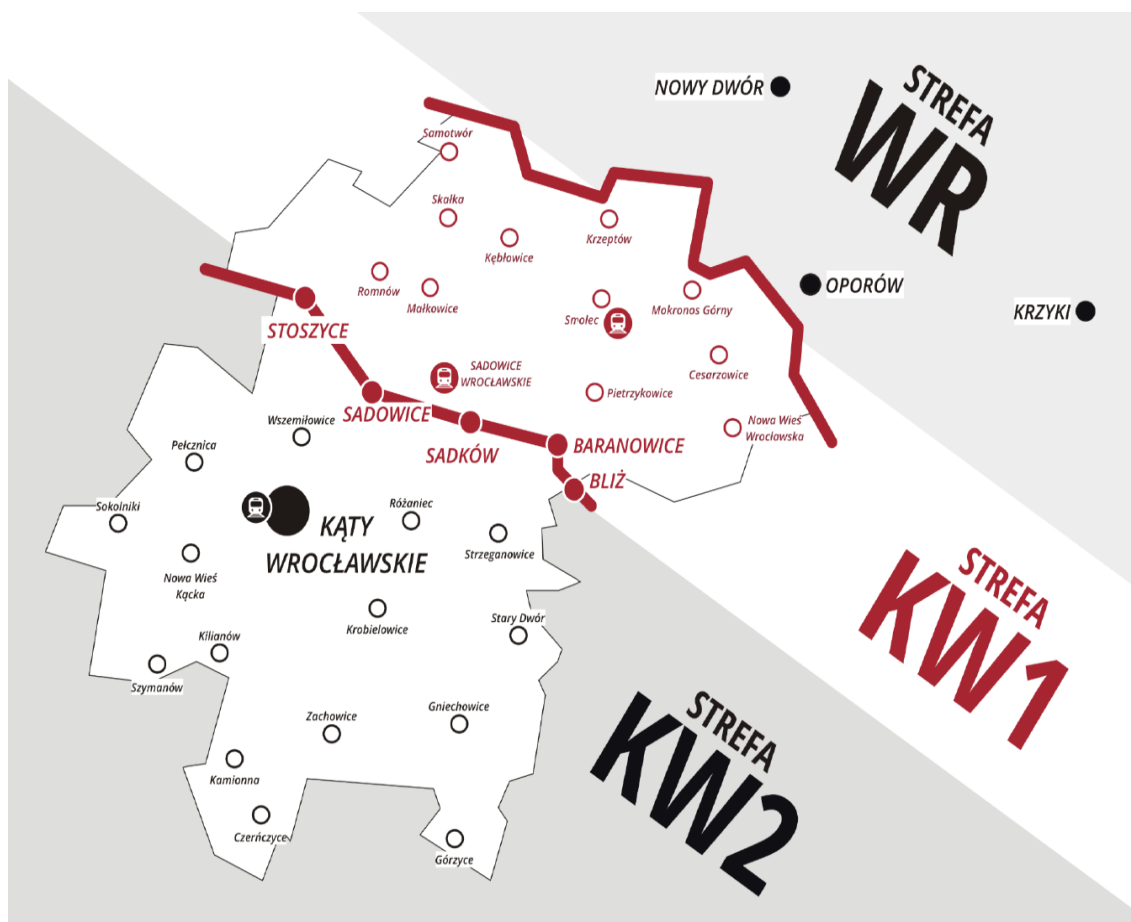 NOWY DWÓR
STREFA
WR
Samotwór
Skałka
Krzeptów
Kębłowice
Romnów
Małkowice
OPORÓW
KRZYKI
Smolec
Mokronos Górny
STOSZYCE
SADOWICE
WROCŁAWSKIE
Cesarzowice
Pietrzykowice
SADOWICE
Wszemiłowice
Nowa Wieś
Wrocławska
Pełcznica
SADKÓW
BARANOWICE
BLIŻ
Sokolniki
Różaniec
KĄTY
WROCŁAWSKIE
Strzeganowice
Nowa Wieś
Kącka
STREFA
KW1
Krobielowice
Stary Dwór
Kilianów
Szymanów
Zachowice
Gniechowice
STREFA
KW2
Kamionna
Czerńczyce
Górzyce